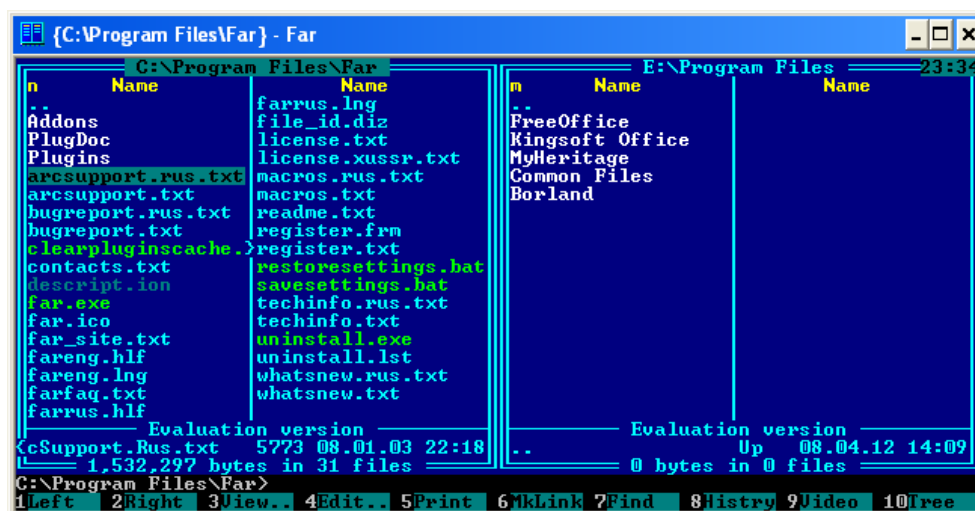 {C:\Program Files\Far} - Far
C:\Program Files\Far
n Name Name
..
Addons
PlugDoc
Plugins
arcsupport.rus.txt
arcsupport.txt
bugreport.rus.txt
bugreport.txt
clearpluginscache.}
contacts.txt
descript.ion
far.exe
far.ico
far_site.txt
fareng.hlf
fareng.lng
farfaq.txt
farrus.hlf
farrus.lng
file_id.diz
license.txt
license.xussr.txt
macros.rus.txt
macros.txt
readme.txt
register.frm
register.txt
restoresettings.bat
savesettings.bat
techinfo.rus.txt
techinfo.txt
uninstall.exe
uninstall.lst
whatsnew.rus.txt
whatsnew.txt
Evaluation version
{cSupport.Rus.txt 5773 08.01.03 22:18
1,532,297 bytes in 31 files
E:\Program Files 23:34
m Name Name
..
FreeOffice
Kingsoft Office
MyHeritage
Common Files
Borland
Evaluation version
.. Up 08.04.12 14:09
0 bytes in 0 files
C:\Program Files\Far>
1Left 2Right 3View.. 4Edit.. 5Print 6MkLink 7Find 8Histry 9Video 10Tree